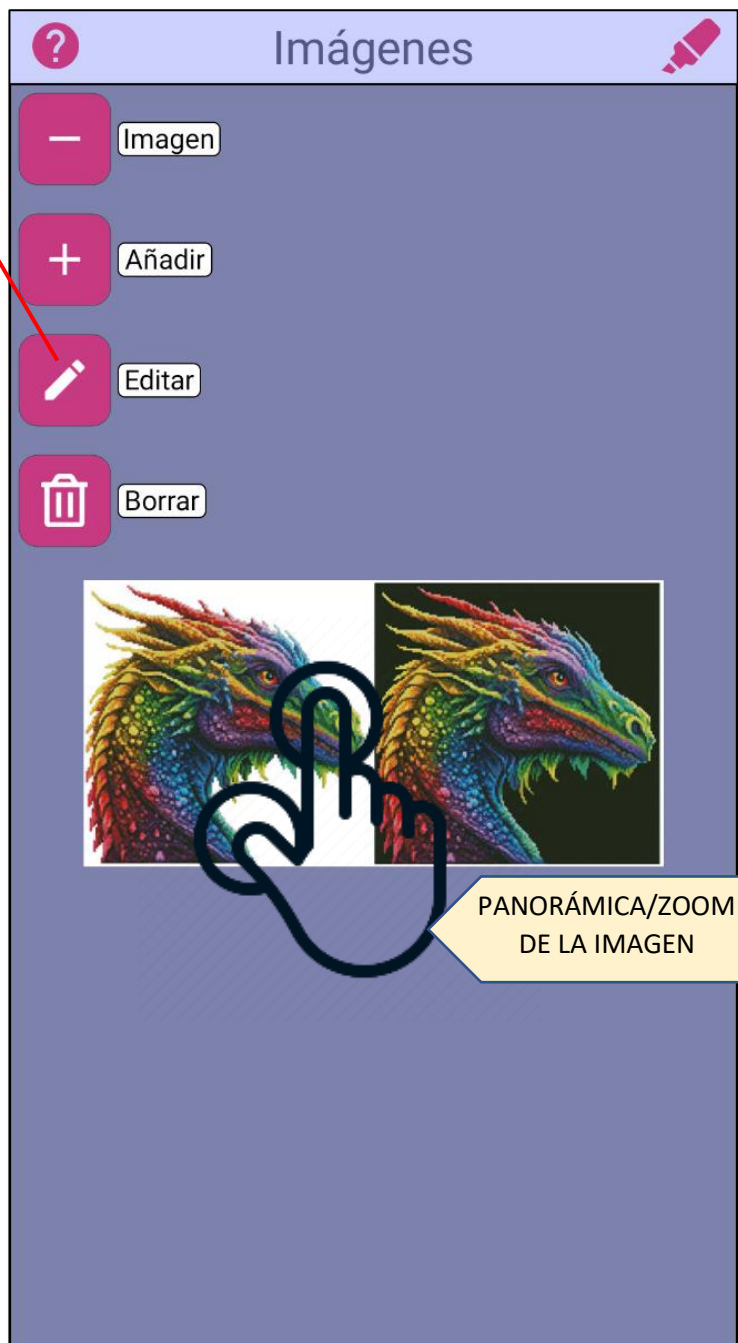 Imágenes
Imagen
Añadir
Editar
Borrar
PANORÁMICA/ZOOM
DE LA IMAGEN